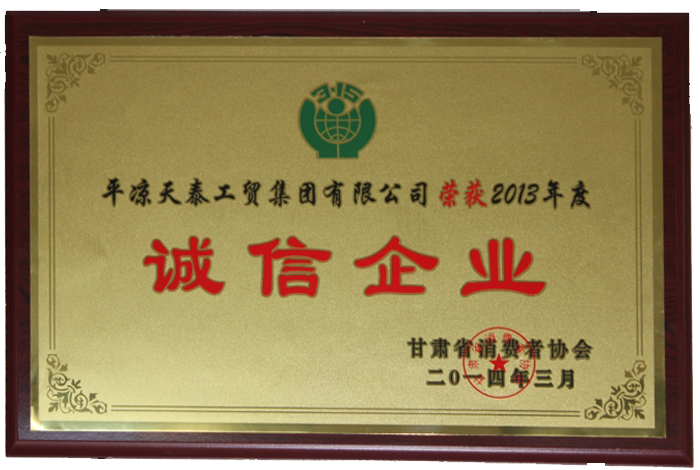 3·15
平凉天泰工贸集团有限公司荣获2013年度
诚信企业
甘肃省消费者协会
二〇一四年三月